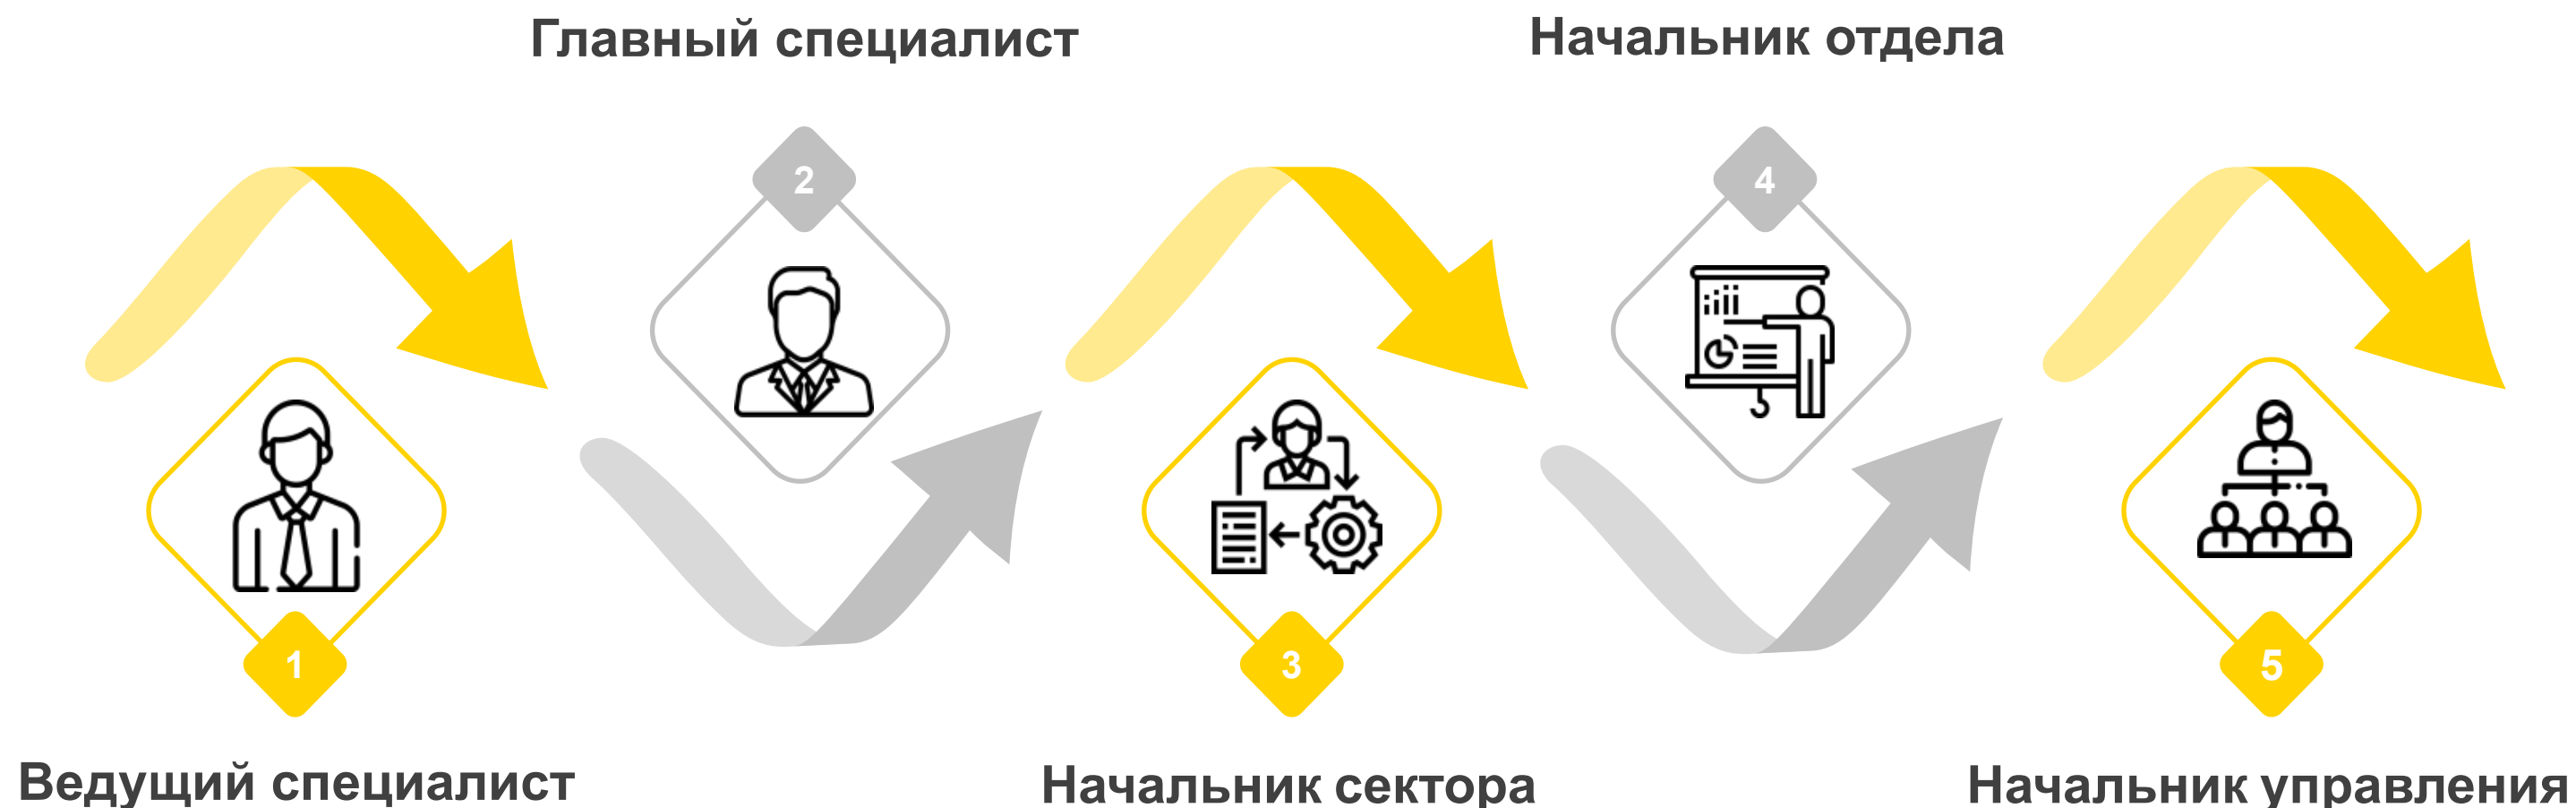 Главный специалист
Начальник отдела
2
4
1
3
5
Ведущий специалист
Начальник сектора
Начальник управления